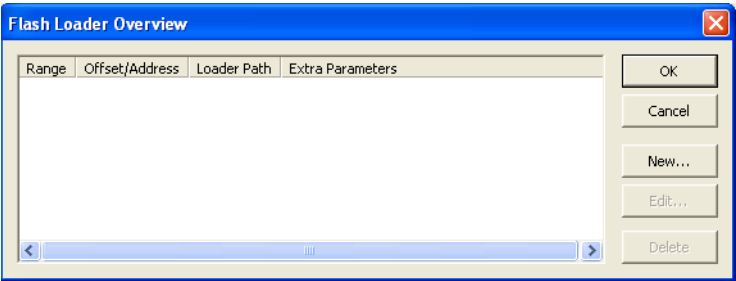 Flash Loader Overview
Range Offset/Address Loader Path Extra Parameters
OK
Cancel
New...
Edit...
Delete